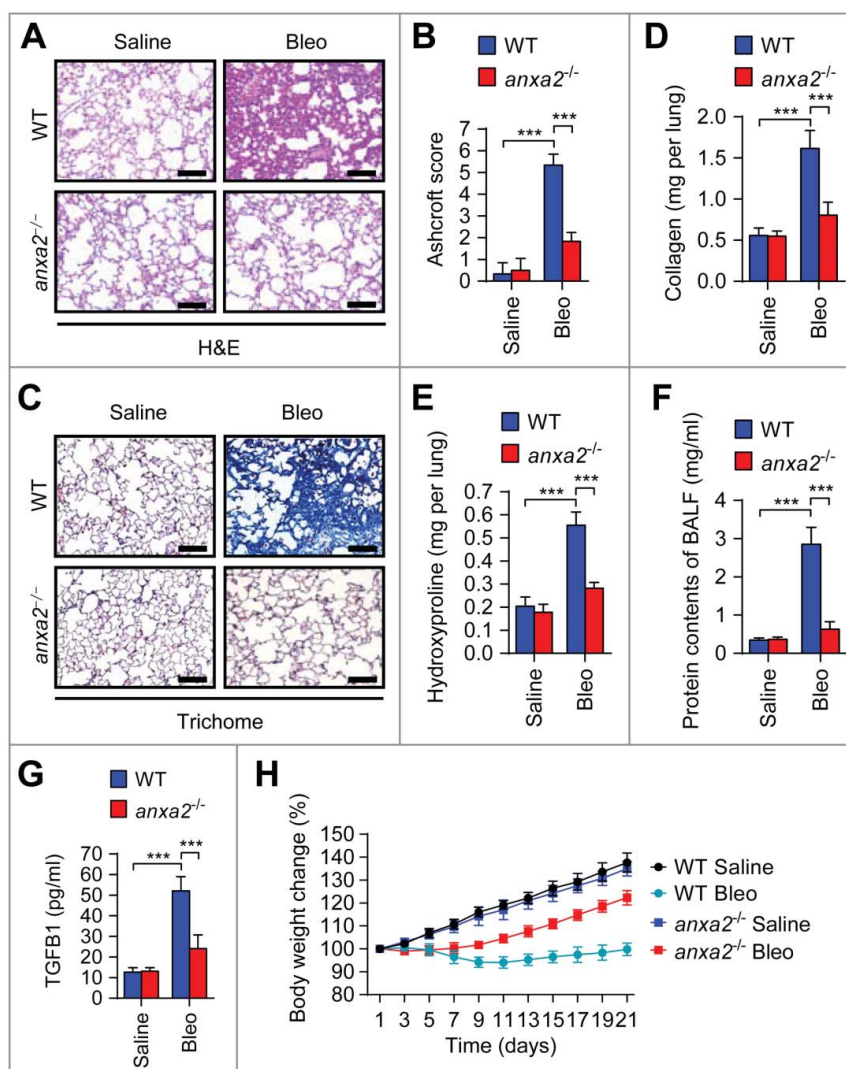 A
Saline
Bleo
WT
anxa2-/-
H&E
B
WT
anxa2-/-
***
***
Ashcroft score
7
6
5
4
3
2
1
0
Saline
Bleo
D
WT
anxa2-/-
***
***
Collagen (mg per lung)
2.0
1.5
1.0
0.5
0.0
Saline
Bleo
C
Saline
Bleo
WT
anxa2-/-
Trichome
E
WT
anxa2-/-
***
***
Hydroxyproline (mg per lung)
0.7
0.6
0.5
0.4
0.3
0.2
0.1
0.0
Saline
Bleo
F
WT
anxa2-/-
***
***
Protein contents of BALF (mg/ml)
4
3
2
1
0
Saline
Bleo
G
WT
anxa2-/-
***
***
TGFB1 (pg/ml)
70
60
50
40
30
20
10
0
Saline
Bleo
H
Body weight change (%)
150
140
130
120
110
100
90
80
1 3 5 7 9 11 13 15 17 19 21
Time (days)
WT Saline
WT Bleo
anxa2-/- Saline
anxa2-/- Bleo